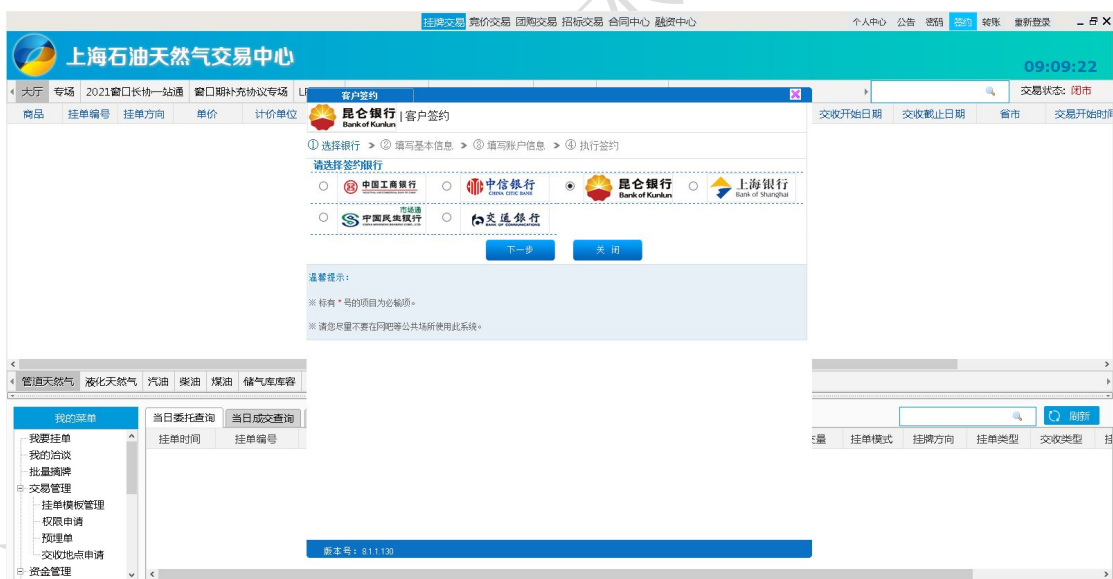 挂牌交易 竞价交易 团购交易 招标交易 合同中心 融资中心 个人中心 公告 密码 签约 转账 重新登录
上海石油天然气交易中心
09:09:22
大厅 专场 2021窗口长协一站通 窗口期补充协议专场 交易状态: 闭市
商品 挂单编号 挂单方向 单价 计价单位 交收开始日期 交收截止日期 省市 交易开始时间
客户签约
昆仑银行 | 客户签约
Bank of Kunlun
① 选择银行 > ② 填写基本信息 > ③ 填写账户信息 > ④ 执行签约
请选择签约银行
中国工商银行 中信银行 昆仑银行 上海银行
CHINA CITIC BANK Bank of Kunlun Bank of Shanghai
市场通
中国民生银行 交通银行
CHINA MINSHENG BANKING CORP., LTD. BANK OF COMMUNICATIONS
下一步 关 闭
温馨提示:
※ 标有 * 号的项目为必输项。
※ 请您尽量不要在网吧等公共场所使用此系统。
管道天然气 液化天然气 汽油 柴油 煤油 储气库库容
我的菜单 当日委托查询 当日成交查询 刷新
挂单时间 挂单编号 量 挂单模式 挂牌方向 挂单类型 交收类型 挂
我要挂单
我的洽谈
批量摘牌
交易管理
挂单模板管理
权限申请
预埋单
交收地点申请
资金管理
版本号: 8.1.1.130